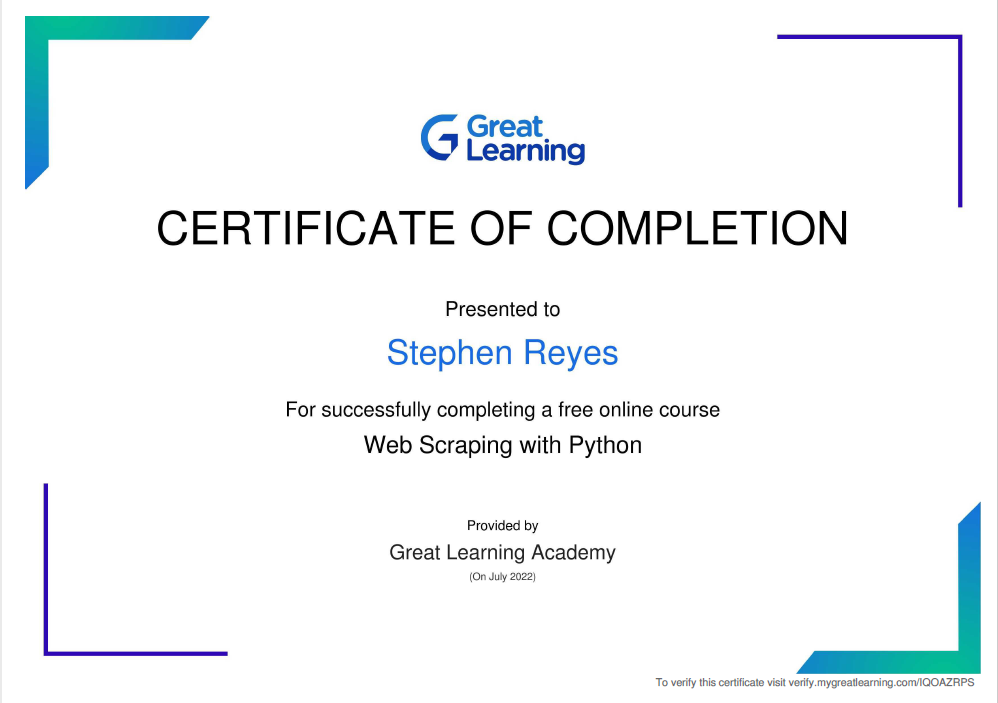 Great
Learning
CERTIFICATE OF COMPLETION
Presented to
Stephen Reyes
For successfully completing a free online course
Web Scraping with Python
Provided by
Great Learning Academy
(On July 2022)
To verify this certificate visit verify.mygreatlearning.com/IQOAZRPS